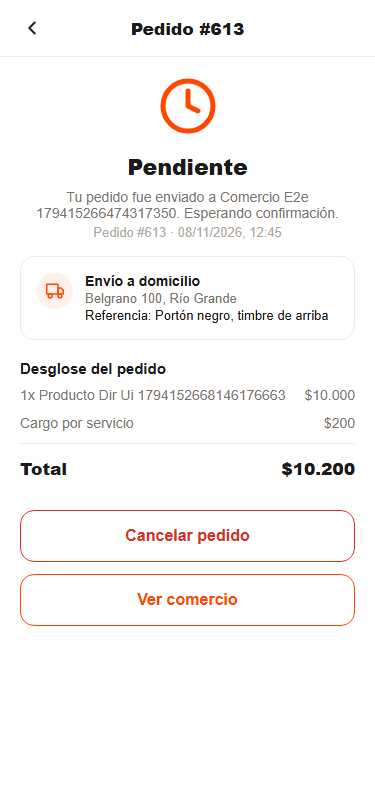 Pedido #613
Pendiente
Tu pedido fue enviado a Comercio E2e
179415266474317350. Esperando confirmación.
Pedido #613 · 08/11/2026, 12:45
Envío a domicilio
Belgrano 100, Río Grande
Referencia: Portón negro, timbre de arriba
Desglose del pedido
1x Producto Dir Ui 1794152668146176663 $10.000
Cargo por servicio $200
Total $10.200
Cancelar pedido
Ver comercio